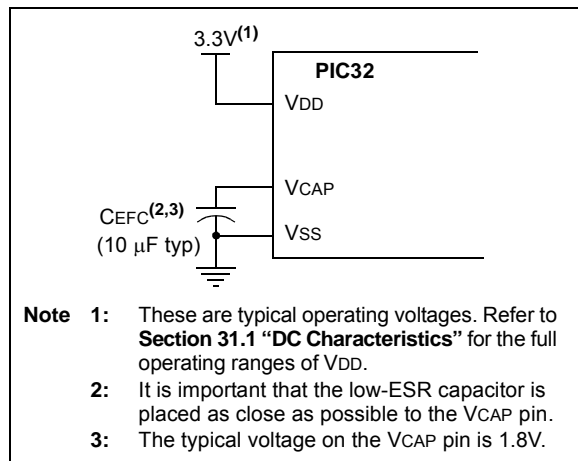 3.3V(1)
PIC32
VDD
VCAP
CEFC(2,3)
(10 μF typ)
VSS
Note 1: These are typical operating voltages. Refer to
Section 31.1 “DC Characteristics” for the full
operating ranges of VDD.
2: It is important that the low-ESR capacitor is
placed as close as possible to the VCAP pin.
3: The typical voltage on the VCAP pin is 1.8V.